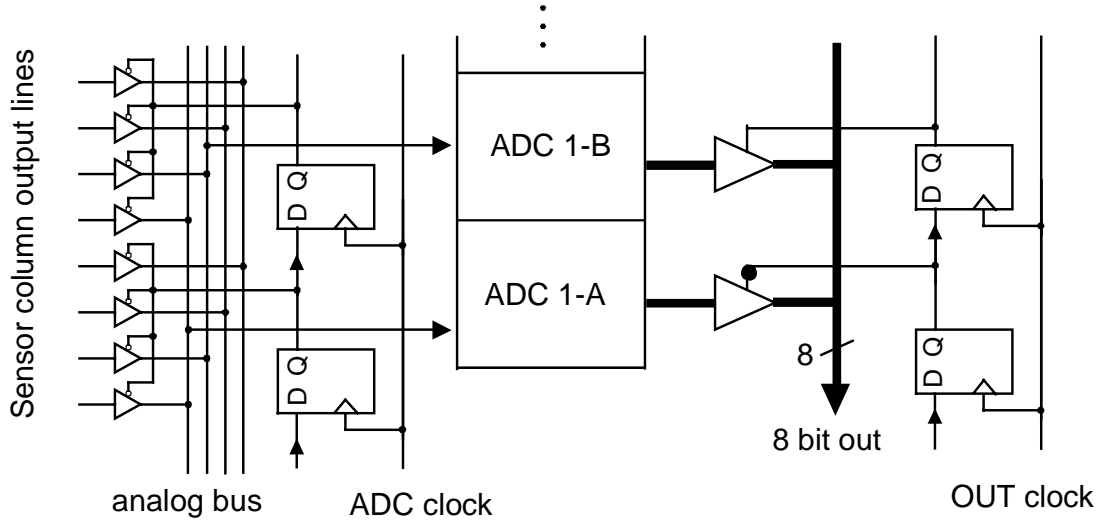 Sensor column output lines
ADC 1-B
D Q
D Q
ADC 1-A
D Q
D Q
8
8 bit out
analog bus
ADC clock
OUT clock